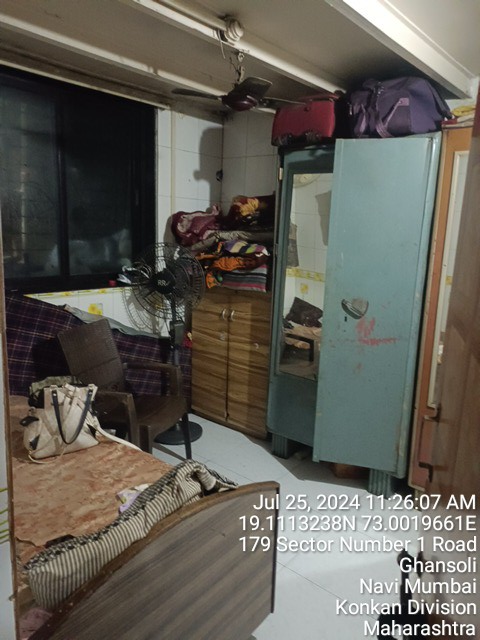 Jul 25, 2024 11:26:07 AM
19.1113238N 73.0019661E
179 Sector Number 1 Road
Ghansoli
Navi Mumbai
Konkan Division
Maharashtra